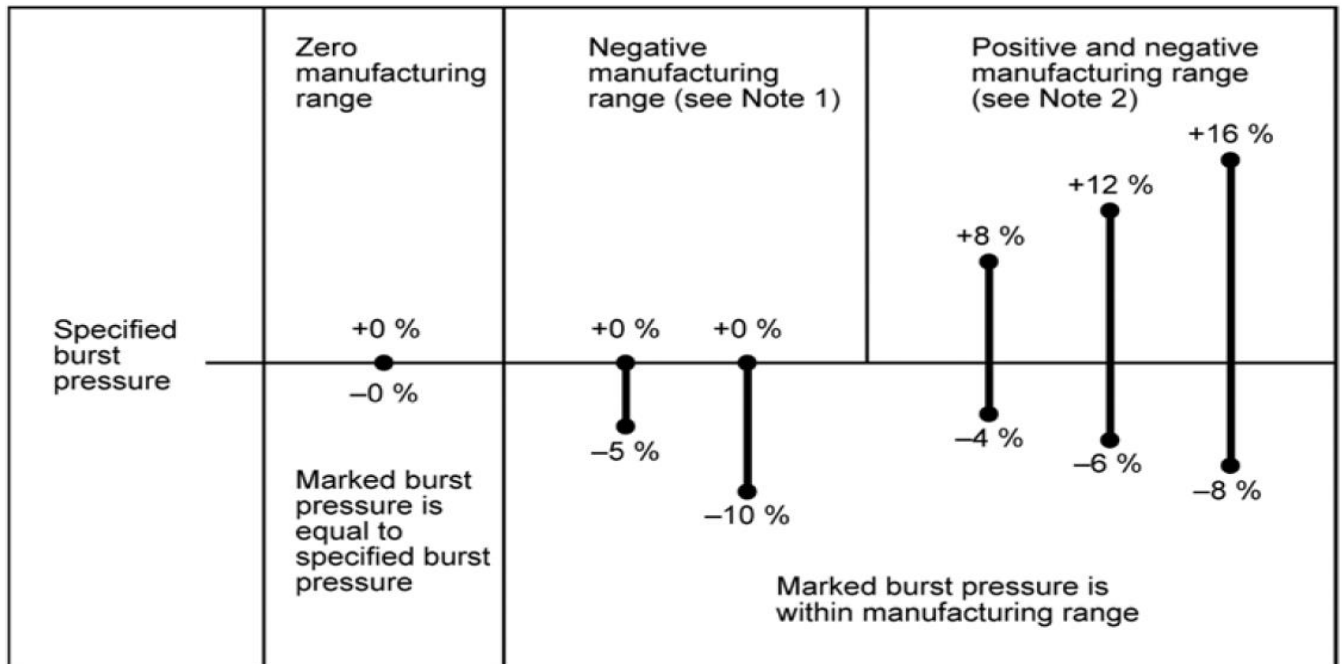 Zero
manufacturing
range
Negative
manufacturing
range (see Note 1)
Positive and negative
manufacturing range
(see Note 2)
+16 %
+12 %
+8 %
Specified
burst
pressure
+0 %
+0 %
+0 %
–0 %
–5 %
–10 %
–4 %
–6 %
–8 %
Marked burst
pressure is
equal to
specified burst
pressure
Marked burst pressure is
within manufacturing range